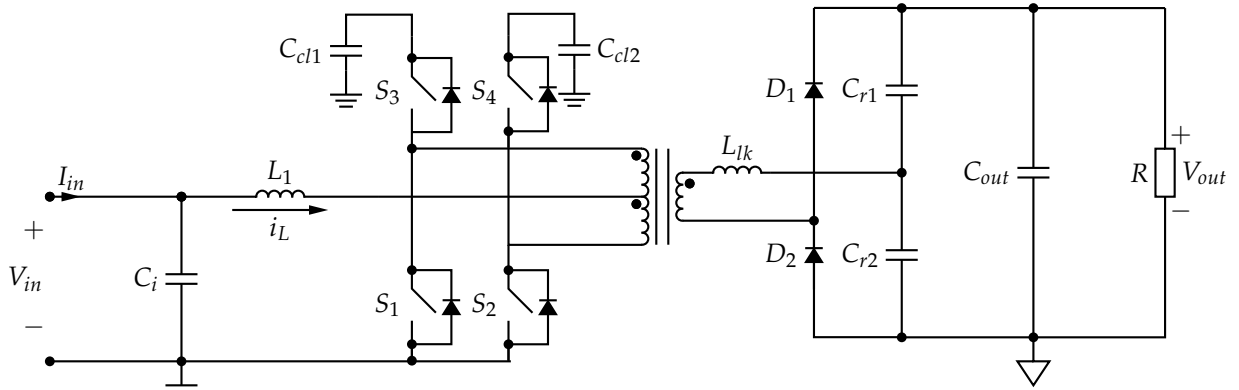 C_{cl1}
C_{cl2}
S_3
S_4
D_1
C_{r1}
L_{lk}
I_{in}
L_1
C_{out}
R
+
V_{out}
−
i_L
+
V_{in}
−
C_i
S_1
S_2
D_2
C_{r2}